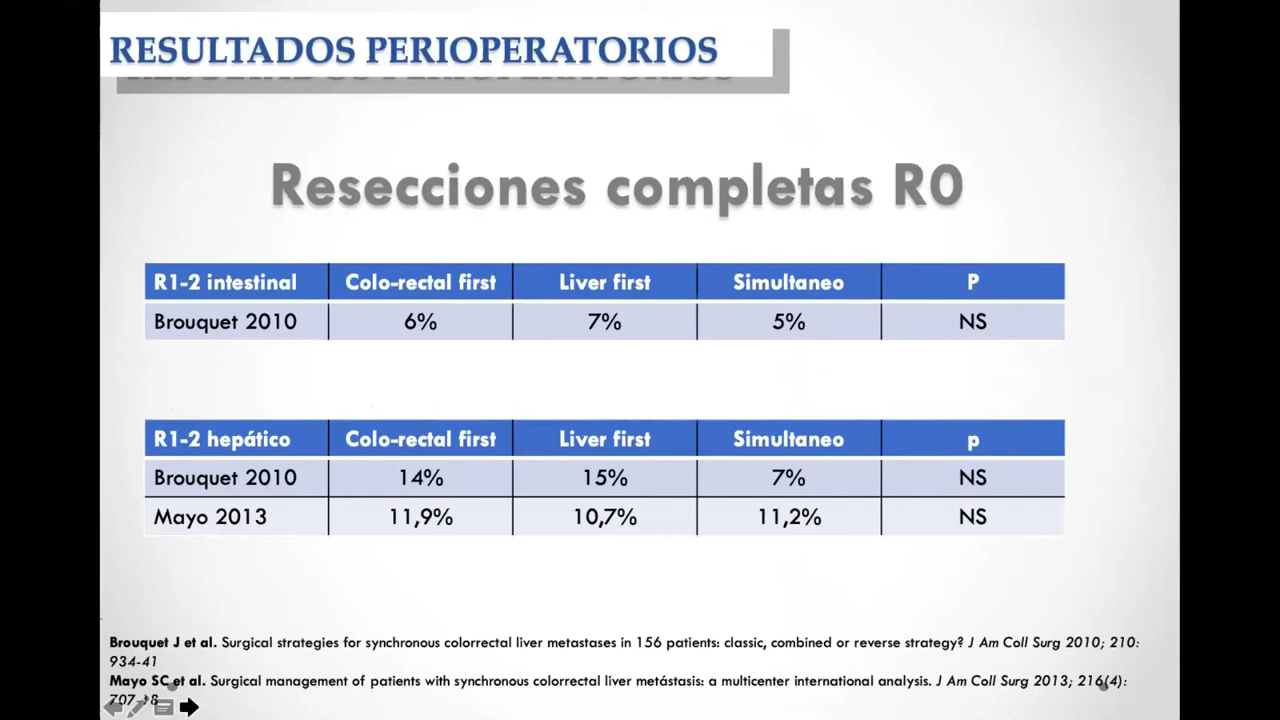 RESULTADOS PERIOPERATORIOS
Resecciones completas R0
R1-2 intestinal Colo-rectal first Liver first Simultaneo P
Brouquet 2010 6% 7% 5% NS
R1-2 hepático Colo-rectal first Liver first Simultaneo p
Brouquet 2010 14% 15% 7% NS
Mayo 2013 11,9% 10,7% 11,2% NS
Brouquet J et al. Surgical strategies for synchronous colorrectal liver metastases in 156 patients: classic, combined or reverse strategy? J Am Coll Surg 2010; 210:
934-41
Mayo SC et al. Surgical management of patients with synchronous colorrectal liver metástasis: a multicenter international analysis. J Am Coll Surg 2013; 216(4):
707-18